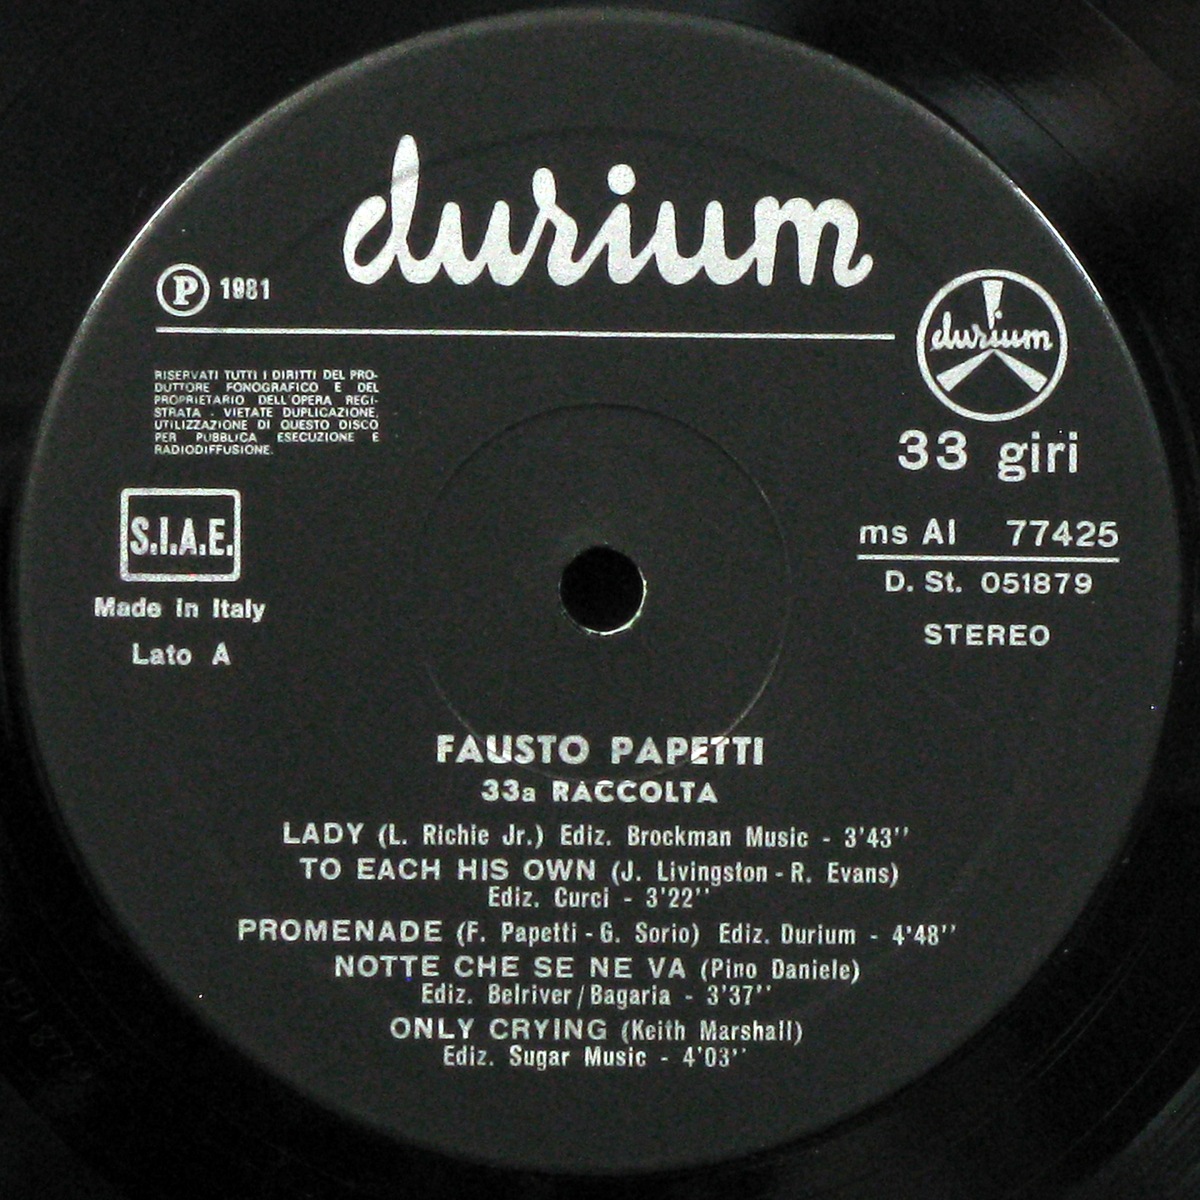 durium
P 1981
durium
RISERVATI TUTTI I DIRITTI DEL PRO-
DUTTORE FONOGRAFICO E DEL
PROPRIETARIO DELL'OPERA REGI-
STRATA - VIETATE DUPLICAZIONE,
UTILIZZAZIONE DI QUESTO DISCO
PER PUBBLICA ESECUZIONE E
RADIODIFFUSIONE.
33 giri
S.I.A.E.
ms AI 77425
D. St. 051879
Made in Italy
STEREO
Lato A
FAUSTO PAPETTI
33a RACCOLTA
LADY (L. Richie Jr.) Ediz. Brockman Music - 3'43''
TO EACH HIS OWN (J. Livingston - R. Evans)
Ediz. Curci - 3'22''
PROMENADE (F. Papetti - G. Sorio) Ediz. Durium - 4'48''
NOTTE CHE SE NE VA (Pino Daniele)
Ediz. Belriver/Bagaria - 3'37''
ONLY CRYING (Keith Marshall)
Ediz. Sugar Music - 4'03''